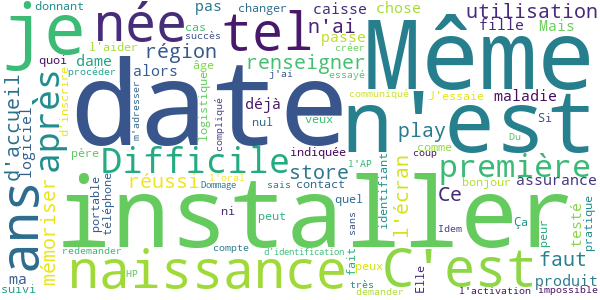 donnant
je
née
pas
changer
caisse
chose
utilisation
cas
tel
n'ai
Mais
fille
succès
l'aider
région
passe
créer
Même
quoi
dame
alors
âge
j'ai
renseigner
essayé
procéder
date
n'est
d'accueil
logiciel
après
d'inscrire
m'adresser
logistique
compliqué
déjà
communiqué
J'essaie
maladie
nul
veux
Si
Du
play
comme
père
Difficile
indiquée
l'AP
coup
première
ans
mémoriser
réussi
l'oral
Dommage
store
sais
contact
quel
identifiant
l'écran
bonjour
Ce
assurance
portable
téléphone
installer
ni
peut
sans
Idem
Elle
peur
testé
Ça
pratique
redemander
compte
d'identification
ma
suivi
naissance
HP
très
fait
peux
demander
C'est
faut
produit
l'activation
impossible